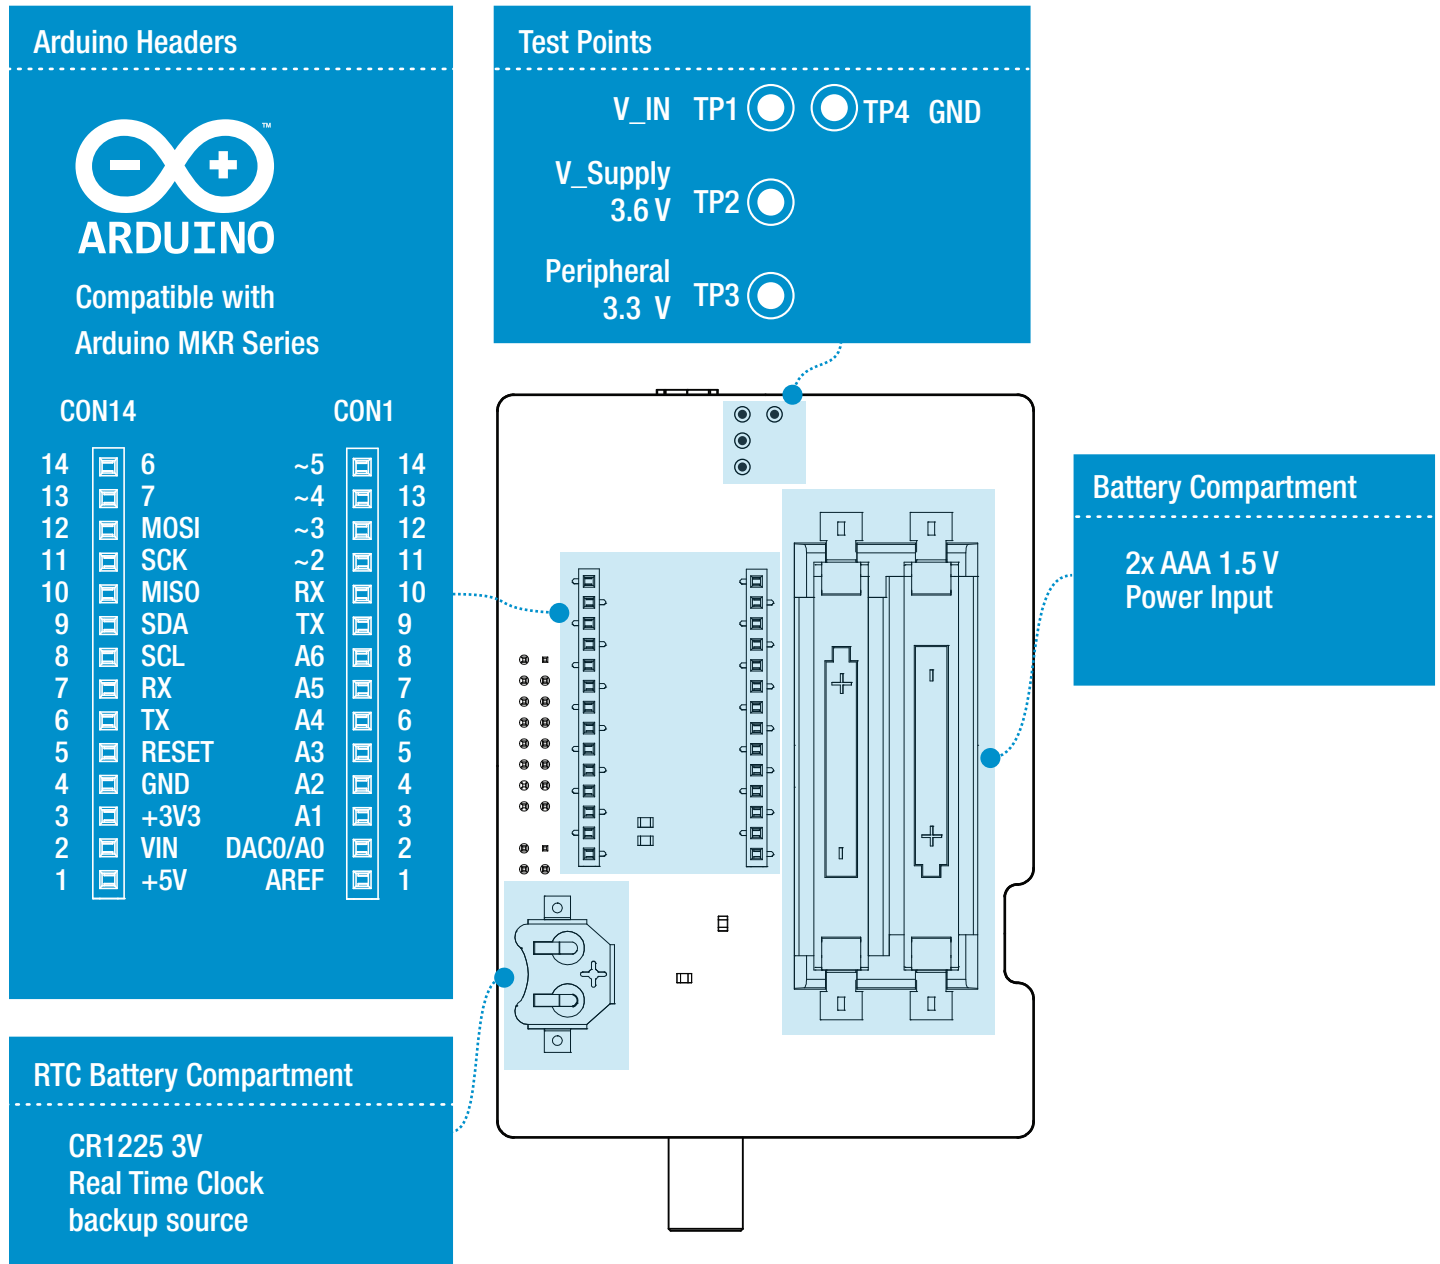 Arduino Headers
™
ARDUINO
Compatible with
Arduino MKR Series
CON14 CON1
14 6 ~5 14
13 7 ~4 13
12 MOSI ~3 12
11 SCK ~2 11
10 MISO RX 10
9 SDA TX 9
8 SCL A6 8
7 RX A5 7
6 TX A4 6
5 RESET A3 5
4 GND A2 4
3 +3V3 A1 3
2 VIN DAC0/A0 2
1 +5V AREF 1
Test Points
V_IN TP1 TP4 GND
V_Supply
3.6 V TP2
Peripheral
3.3 V TP3
Battery Compartment
2x AAA 1.5 V
Power Input
RTC Battery Compartment
CR1225 3V
Real Time Clock
backup source